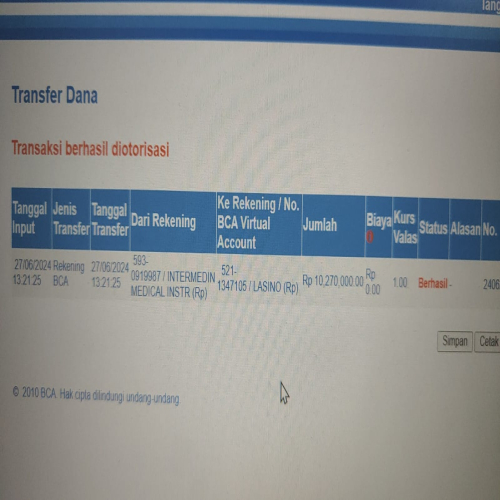 Tang
Transfer Dana
Transaksi berhasil diotorisasi
Tanggal Input Jenis Transfer Tanggal Transfer Dari Rekening Ke Rekening / No. BCA Virtual Account Jumlah Biaya Kurs Valas Status Alasan No.
27/06/2024 13:21:25 Rekening BCA 27/06/2024 13:21:25 593-0919987 / INTERMEDIN MEDICAL INSTR (Rp) 521-1347105 / LASINO (Rp) Rp 10,270,000.00 Rp 0.00 1.00 Berhasil - 2406
Simpan Cetak
© 2010 BCA. Hak cipta dilindungi undang-undang